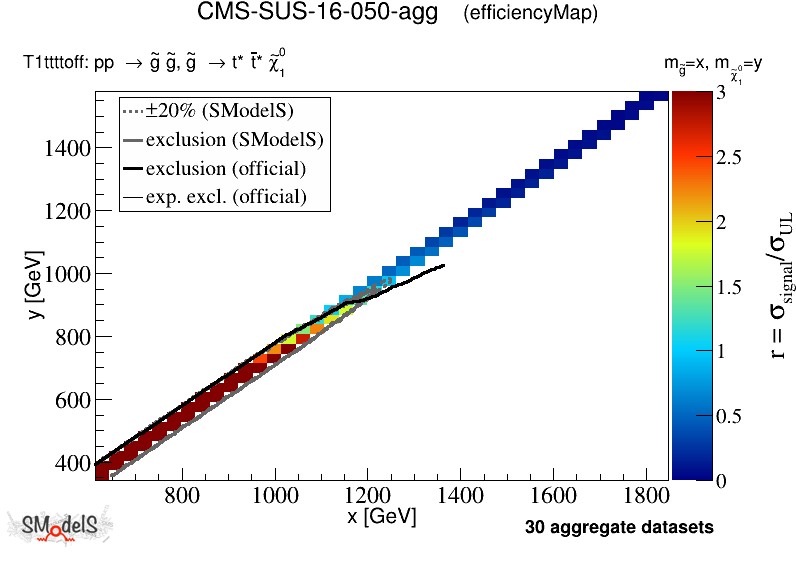 CMS-SUS-16-050-agg (efficiencyMap)
T1ttttoff: pp → g̃ g̃, g̃ → t* t̄* χ̃₁⁰
m_g̃=x, m_χ̃₁⁰=y
±20% (SModelS)
exclusion (SModelS)
exclusion (official)
exp. excl. (official)
y [GeV]
1400
1200
1000
800
600
400
800 1000 1200 1400 1600 1800
x [GeV]
3
2.5
2
1.5
1
0.5
0
r = σ_signal/σ_UL
SModelS
30 aggregate datasets